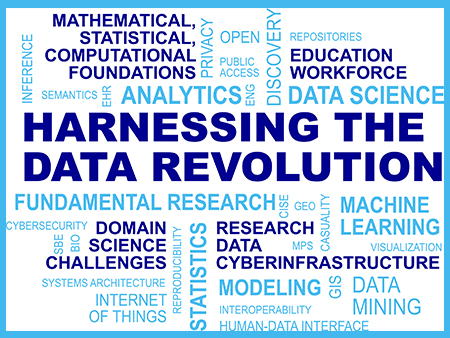 MATHEMATICAL,
STATISTICAL,
COMPUTATIONAL
FOUNDATIONS
INFERENCE
PRIVACY
OPEN
PUBLIC
ACCESS
DISCOVERY
REPOSITORIES
EDUCATION
WORKFORCE
SEMANTICS
EHR
ANALYTICS
ENG
DATA SCIENCE
HARNESSING THE
DATA REVOLUTION
FUNDAMENTAL RESEARCH
CISE
GEO
CASUALITY
MACHINE
LEARNING
CYBERSECURITY
SBE
BIO
DOMAIN
SCIENCE
CHALLENGES
REPRODUCIBILITY
STATISTICS
RESEARCH
DATA
CYBERINFRASTRUCTURE
MPS
VISUALIZATION
SYSTEMS ARCHITECTURE
INTERNET
OF THINGS
MODELING
GIS
DATA
MINING
INTEROPERABILITY
HUMAN-DATA INTERFACE